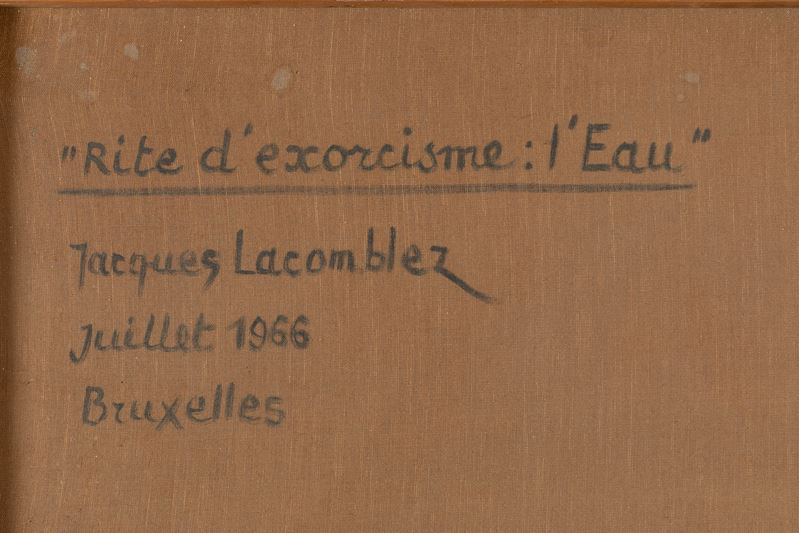 "Rite d'exorcisme : l'Eau"
Jacques Lacomblez
Juillet 1966
Bruxelles